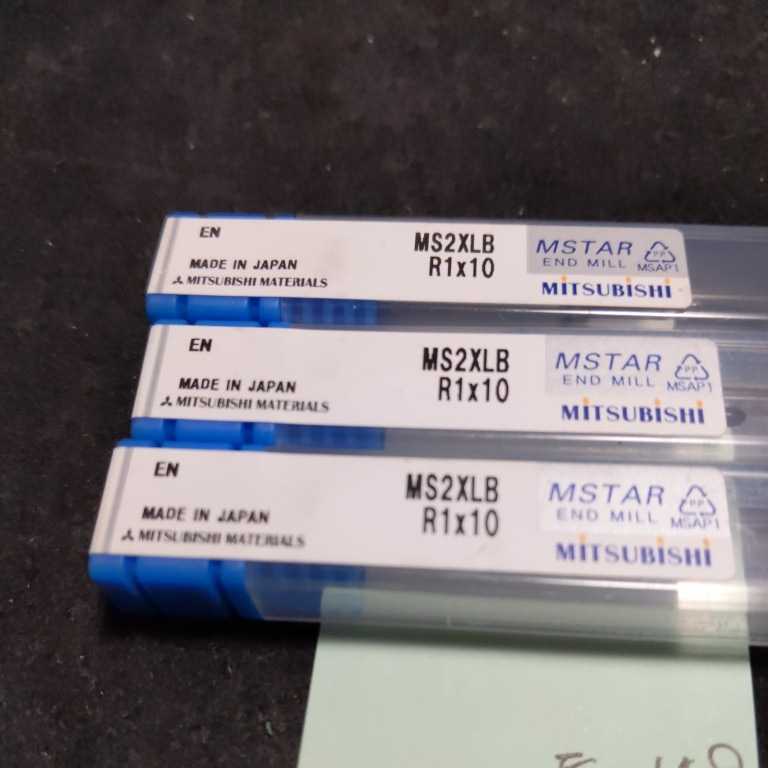 EN
MS2XLB
R1x10
MSTAR
END MILL
PP
MSAP1
MADE IN JAPAN
MITSUBISHI MATERIALS
MITSUBISHI
EN
MS2XLB
R1x10
MSTAR
END MILL
PP
MSAP1
MADE IN JAPAN
MITSUBISHI MATERIALS
MITSUBISHI
EN
MS2XLB
R1x10
MSTAR
END MILL
PP
MSAP1
MADE IN JAPAN
MITSUBISHI MATERIALS
MITSUBISHI